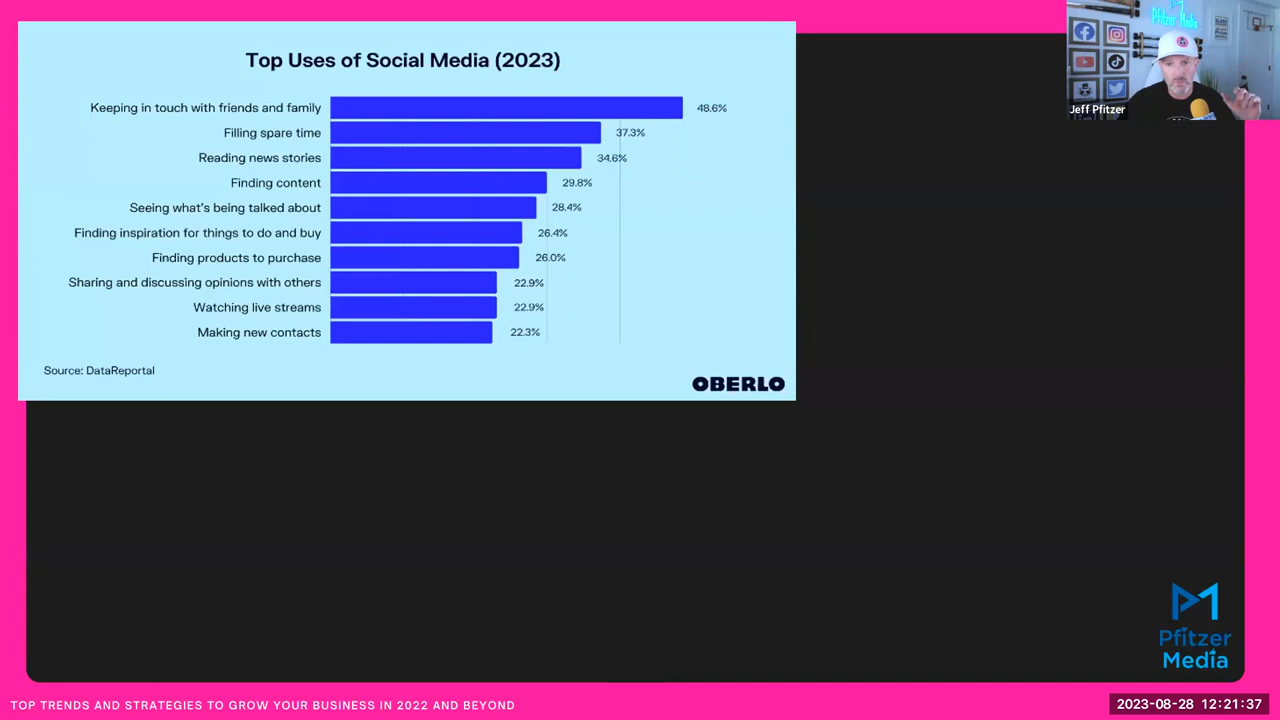 Top Uses of Social Media (2023)
Keeping in touch with friends and family 48.6%
Filling spare time 37.3%
Reading news stories 34.6%
Finding content 29.8%
Seeing what's being talked about 28.4%
Finding inspiration for things to do and buy 26.4%
Finding products to purchase 26.0%
Sharing and discussing opinions with others 22.9%
Watching live streams 22.9%
Making new contacts 22.3%
Source: DataReportal
OBERLO
Pfitzer Media
Jeff Pfitzer
Pfitzer
Media
TOP TRENDS AND STRATEGIES TO GROW YOUR BUSINESS IN 2022 AND BEYOND
2023-08-28 12:21:37